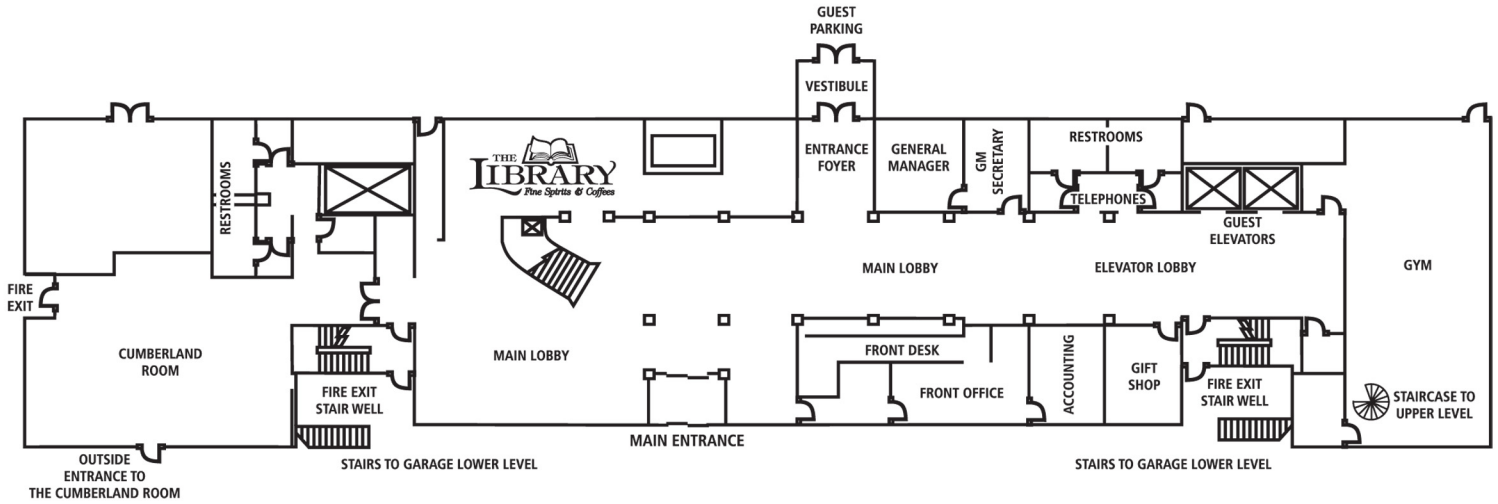 GUEST
PARKING
VESTIBULE
ENTRANCE
FOYER
GENERAL
MANAGER
GM
SECRETARY
RESTROOMS
TELEPHONES
GUEST
ELEVATORS
RESTROOMS
THE
LIBRARY
Fine Spirits & Coffees
MAIN LOBBY
ELEVATOR LOBBY
GYM
FIRE
EXIT
CUMBERLAND
ROOM
MAIN LOBBY
FRONT DESK
FRONT OFFICE
ACCOUNTING
GIFT
SHOP
FIRE EXIT
STAIR WELL
FIRE EXIT
STAIR WELL
STAIRCASE TO
UPPER LEVEL
MAIN ENTRANCE
OUTSIDE
ENTRANCE TO
THE CUMBERLAND ROOM
STAIRS TO GARAGE LOWER LEVEL
STAIRS TO GARAGE LOWER LEVEL